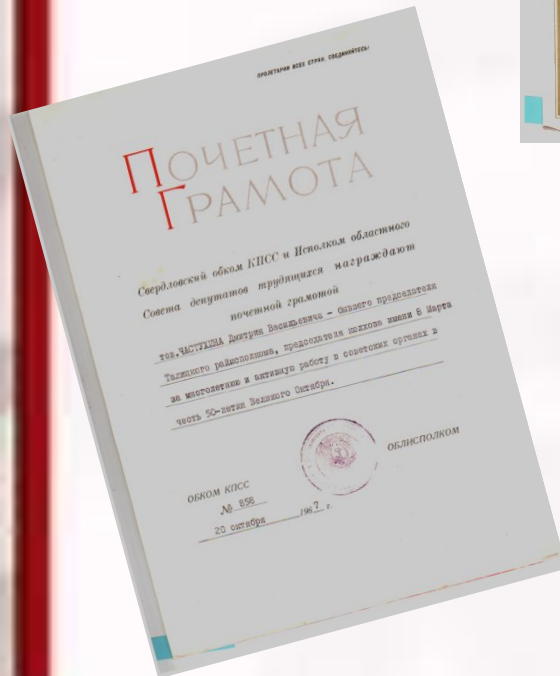 ПРОЛЕТАРИИ ВСЕХ СТРАН, СОЕДИНЯЙТЕСЬ!
ПОЧЕТНАЯ
ГРАМОТА
Свердловский обком КПСС и Исполком областного
Совета депутатов трудящихся награждают
почетной грамотой
тов.ЧАСТУХИНА Дмитрия Васильевича - бывшего председателя
Талицкого райисполкома, председателя колхоза имени 8 Марта
за многолетнюю и активную работу в советских органах в
честь 50-летия Великого Октября.
ОБКОМ КПСС
ОБЛИСПОЛКОМ
№ 858
20 октября 1967 г.